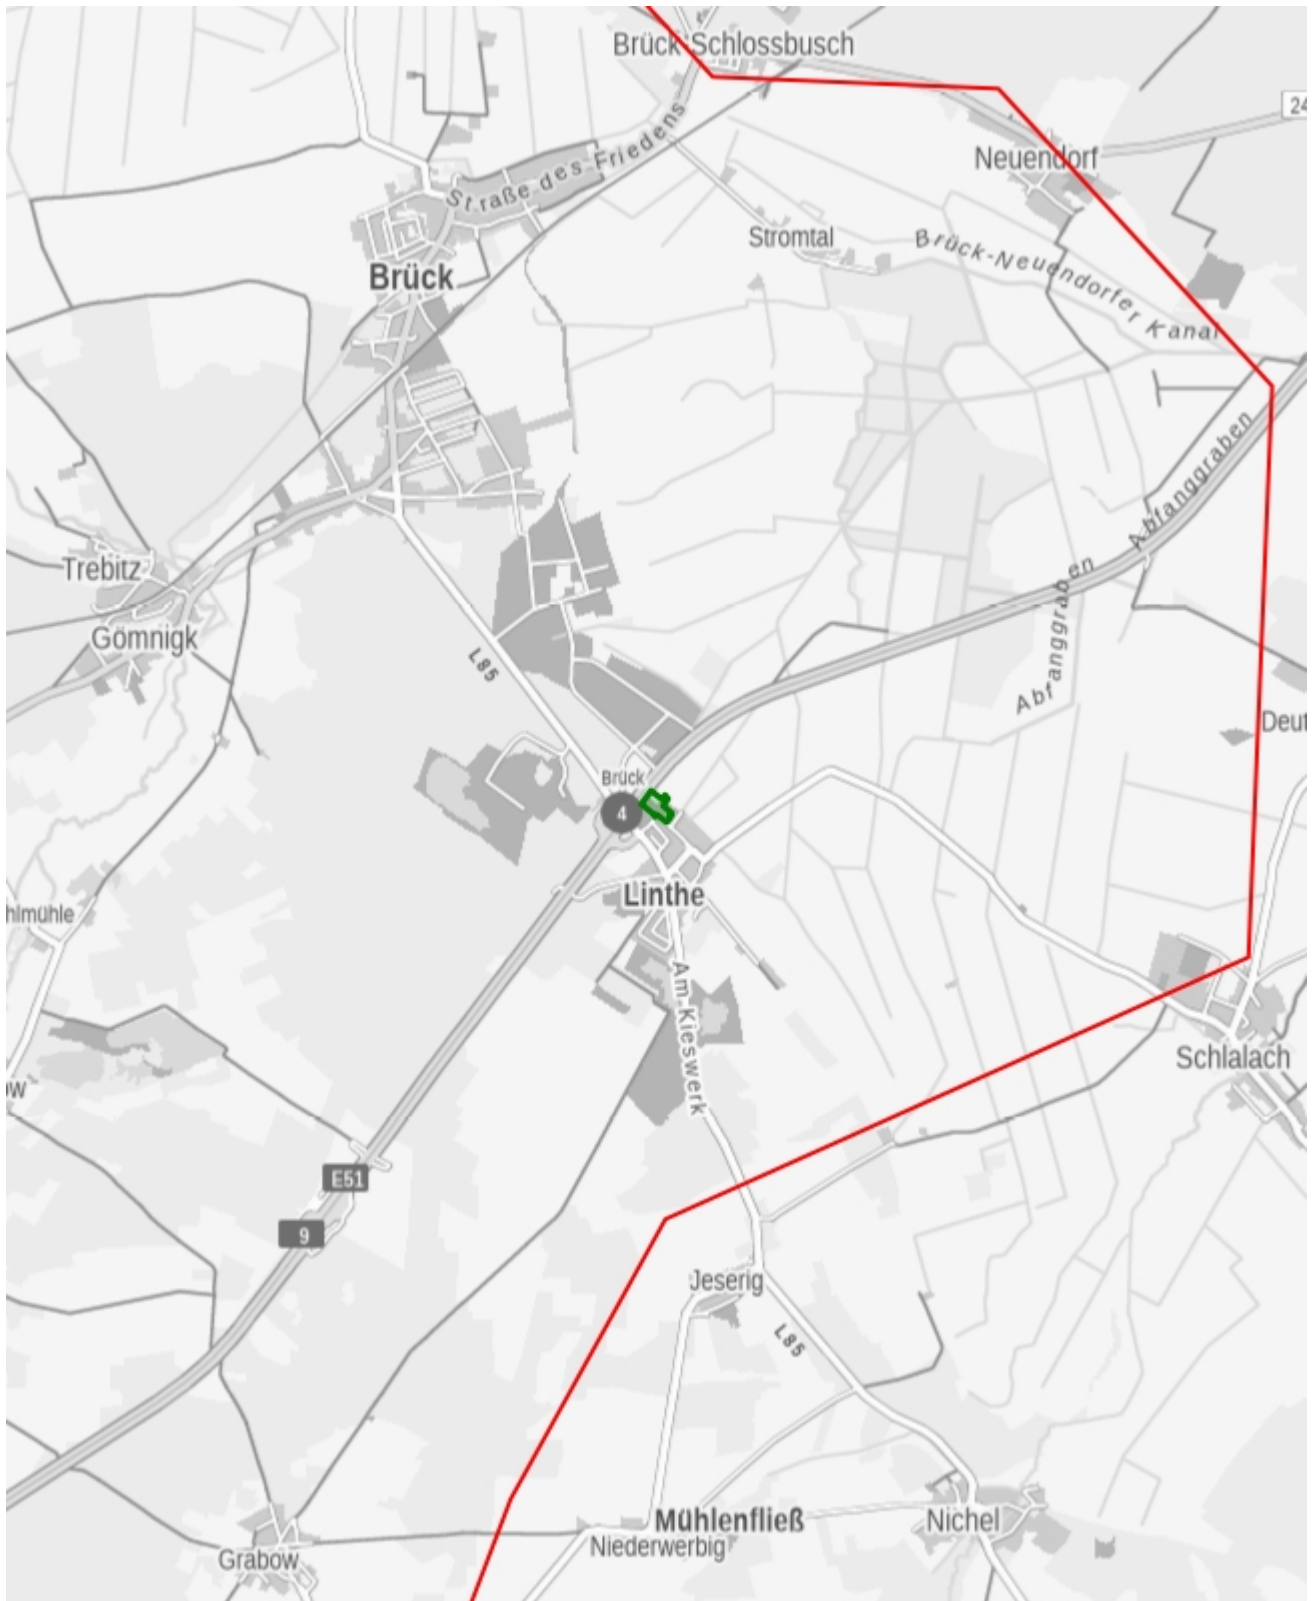 Brück Schlossbusch
24
Straße des Friedens
Neuendorf
Stromtal
Brück-Neuendorfer Kanal
Brück
Abfanggraben
Trebitz
Abfanggraben
Gömnigk
L85
Deut
Brück
4
Linthe
hlmühle
Am Kieswerk
Schlalach
ow
E51
9
Jeserig
L85
Mühlenfließ
Nichel
Niederwerbig
Grabow